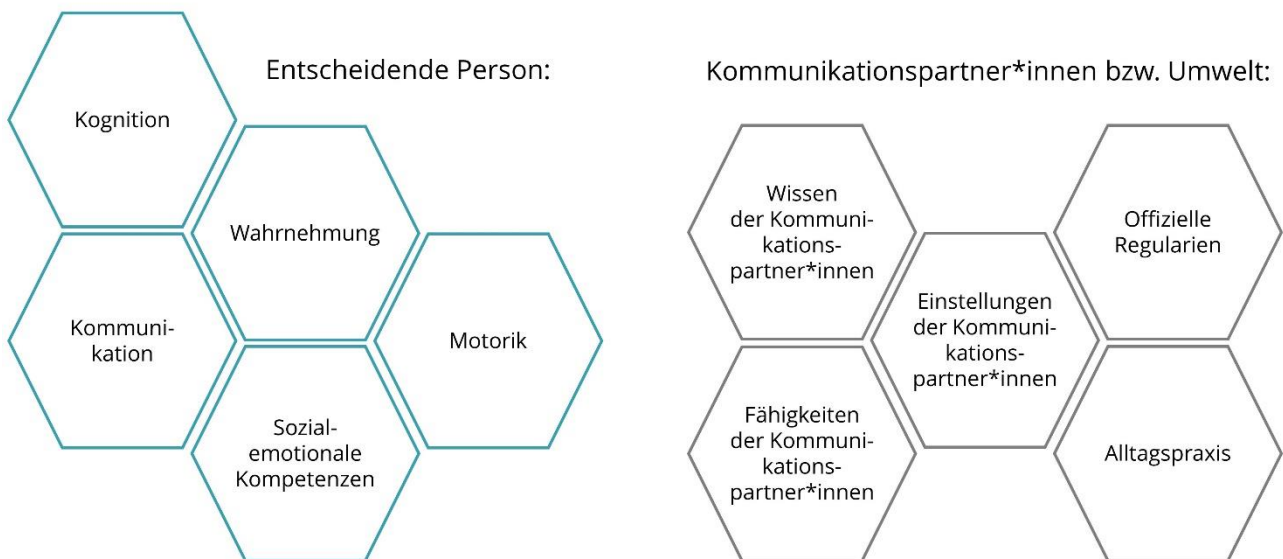 Entscheidende Person:
Kognition
Wahrnehmung
Kommuni-
kation
Motorik
Sozial-
emotionale
Kompetenzen
Kommunikationspartner*innen bzw. Umwelt:
Wissen
der Kommuni-
kations-
partner*innen
Offizielle
Regularien
Einstellungen
der Kommuni-
kations-
partner*innen
Fähigkeiten
der Kommuni-
kations-
partner*innen
Alltagspraxis